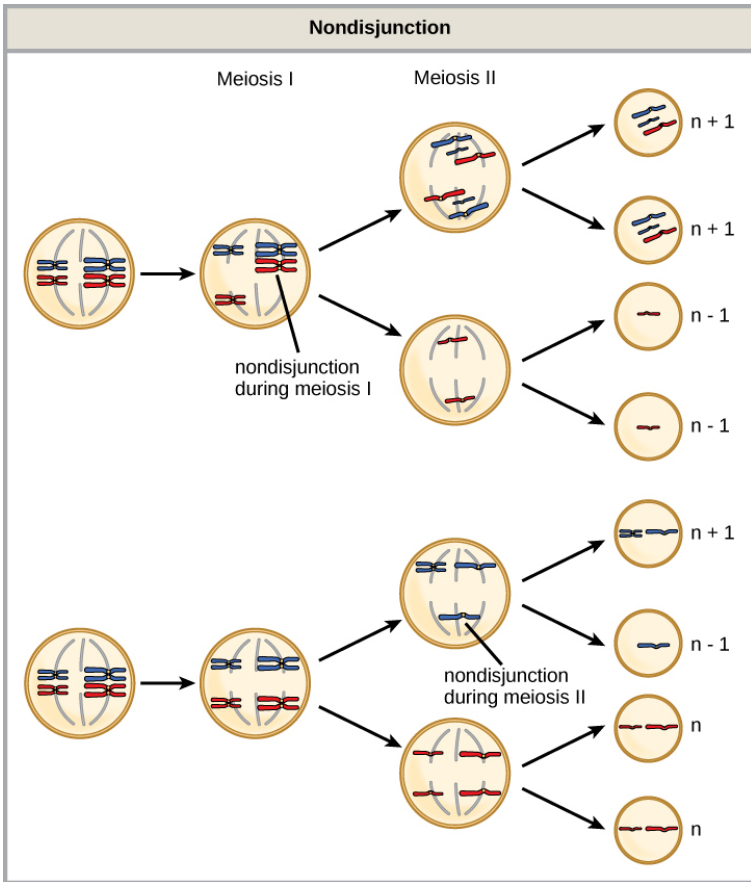 Nondisjunction
Meiosis I
Meiosis II
n + 1
n + 1
nondisjunction
during meiosis I
n - 1
n - 1
n + 1
nondisjunction
during meiosis II
n - 1
n
n